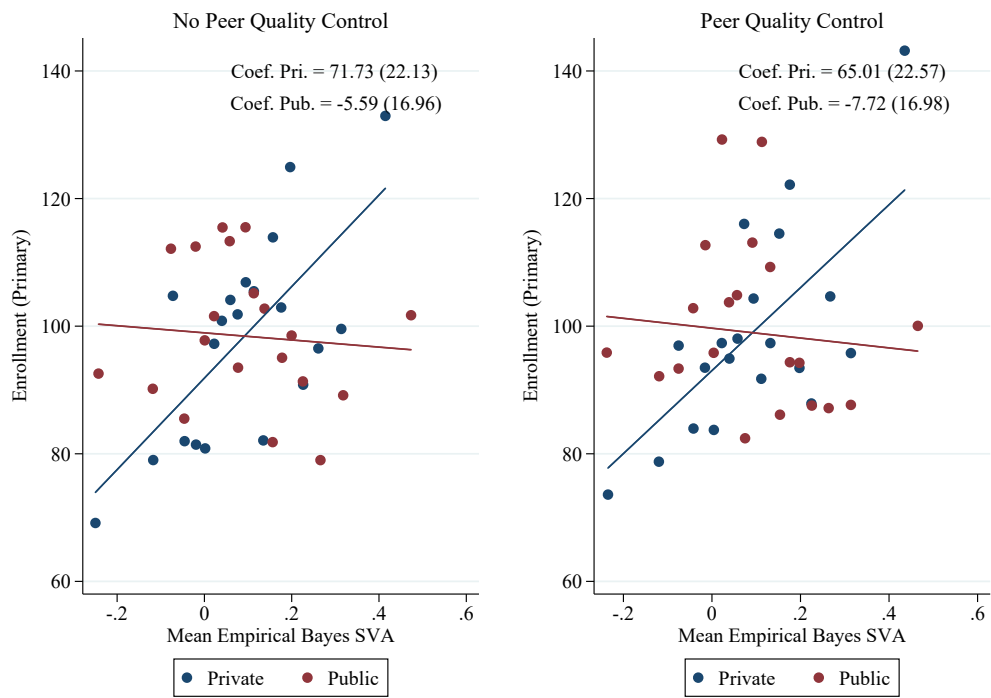 No Peer Quality Control
Coef. Pri. = 71.73 (22.13)
Coef. Pub. = -5.59 (16.96)
Enrollment (Primary)
140
120
100
80
60
-.2 0 .2 .4 .6
Mean Empirical Bayes SVA
Private Public
Peer Quality Control
Coef. Pri. = 65.01 (22.57)
Coef. Pub. = -7.72 (16.98)
Enrollment (Primary)
140
120
100
80
60
-.2 0 .2 .4 .6
Mean Empirical Bayes SVA
Private Public